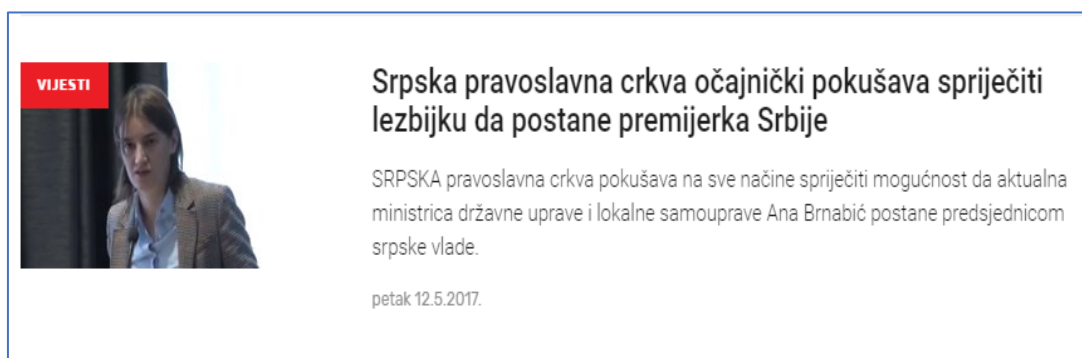 VIJESTI
Srpska pravoslavna crkva očajnički pokušava spriječiti
lezbijku da postane premijerka Srbije
SRPSKA pravoslavna crkva pokušava na sve načine spriječiti mogućnost da aktualna
ministrica državne uprave i lokalne samouprave Ana Brnabić postane predsjednicom
srpske vlade.
petak 12.5.2017.